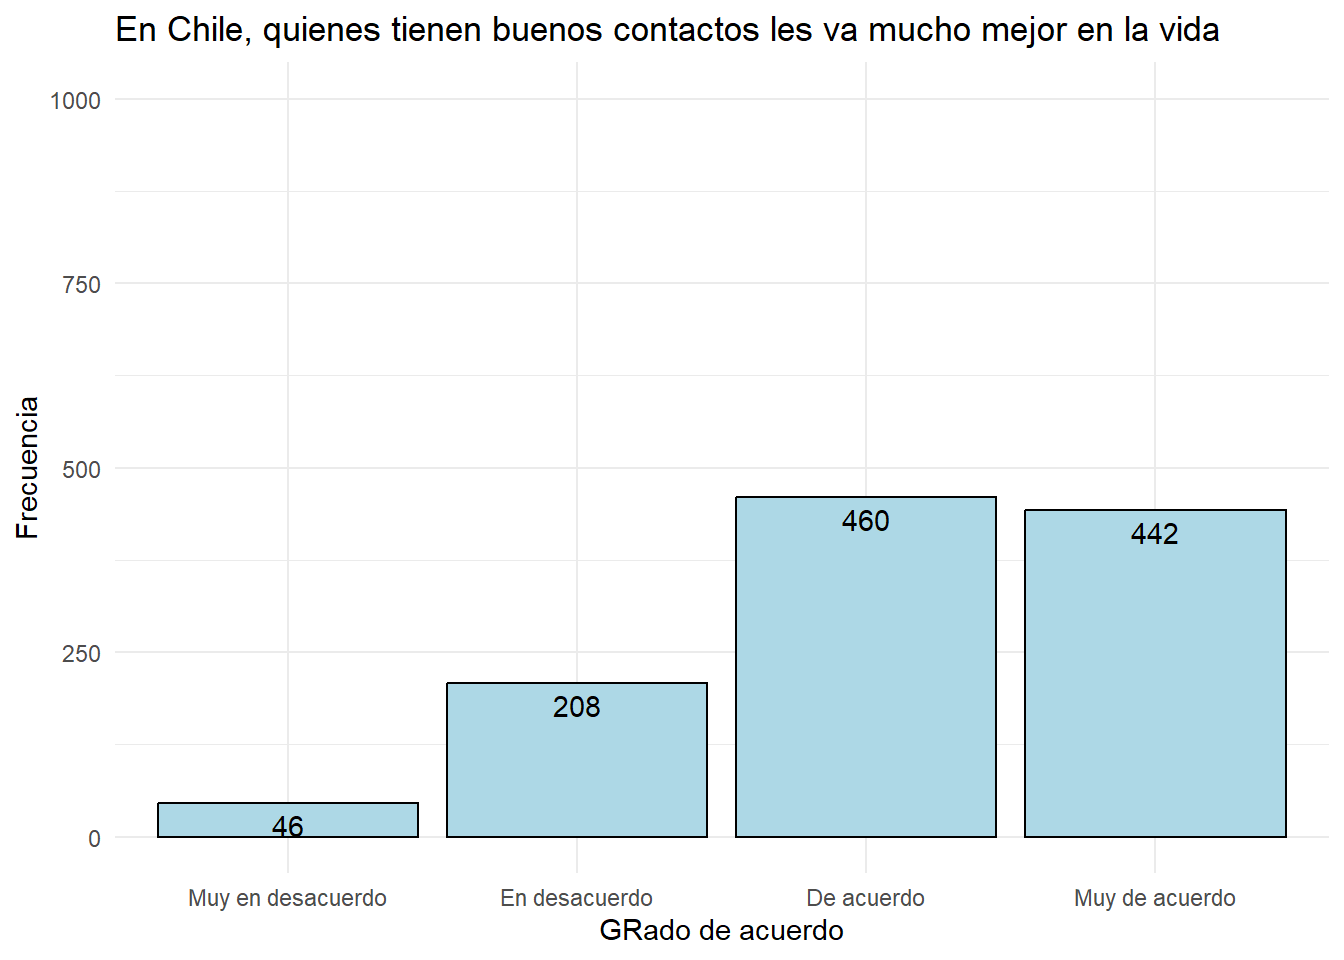 En Chile, quienes tienen buenos contactos les va mucho mejor en la vida
1000
750
500
250
0
Frecuencia
46
208
460
442
Muy en desacuerdo
En desacuerdo
De acuerdo
Muy de acuerdo
GRado de acuerdo